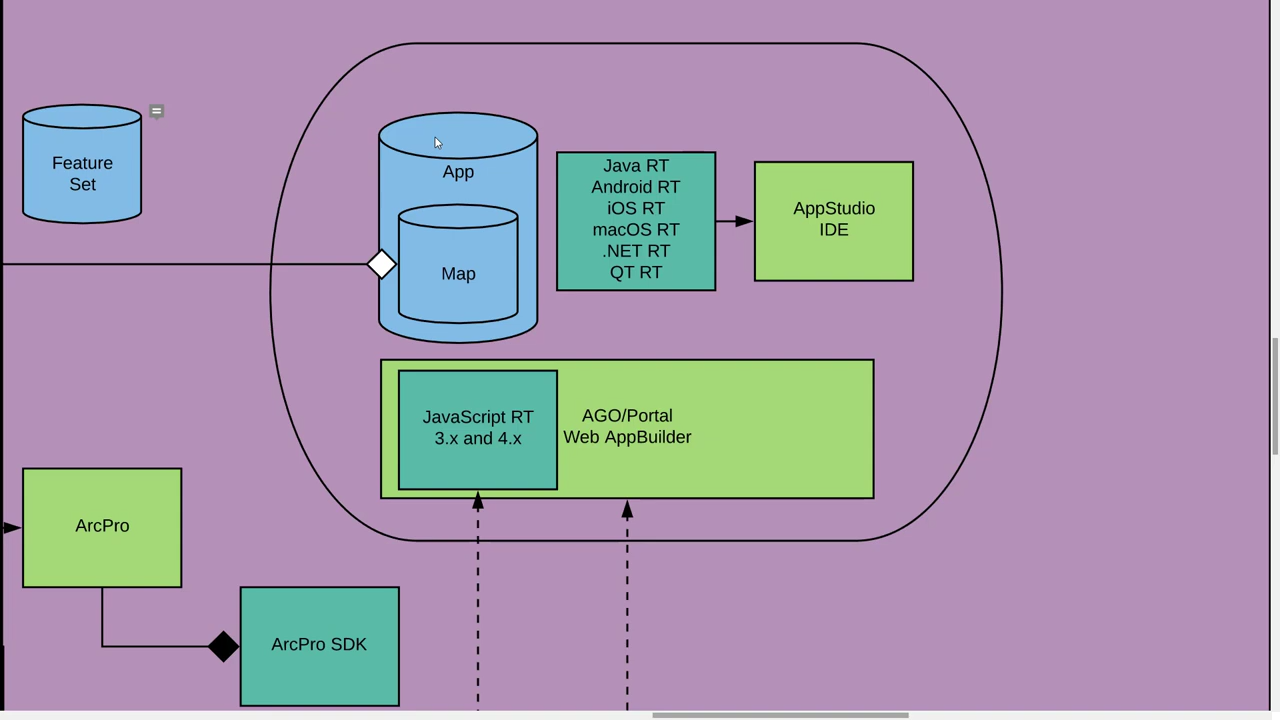 Feature
Set
App
Map
Java RT
Android RT
iOS RT
macOS RT
.NET RT
QT RT
AppStudio
IDE
JavaScript RT
3.x and 4.x
AGO/Portal
Web AppBuilder
ArcPro
ArcPro SDK